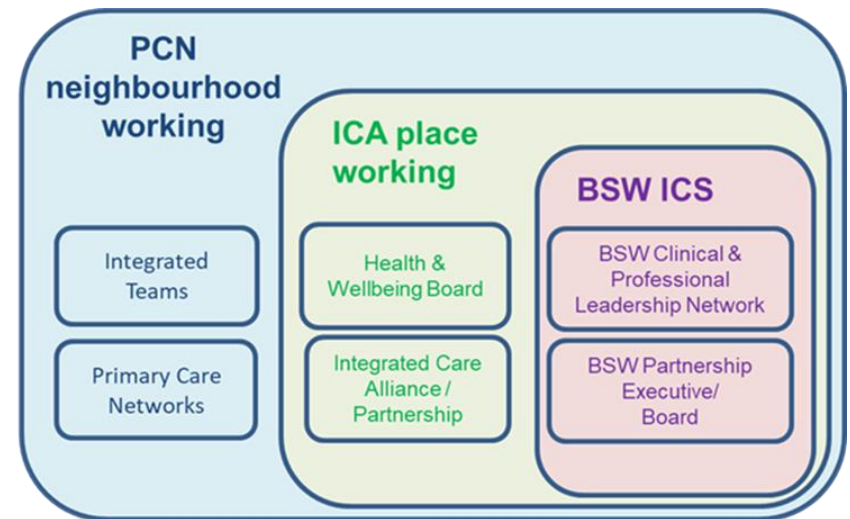 PCN
neighbourhood
working
Integrated
Teams
Primary Care
Networks
ICA place
working
Health &
Wellbeing Board
Integrated Care
Alliance /
Partnership
BSW ICS
BSW Clinical &
Professional
Leadership Network
BSW Partnership
Executive/
Board